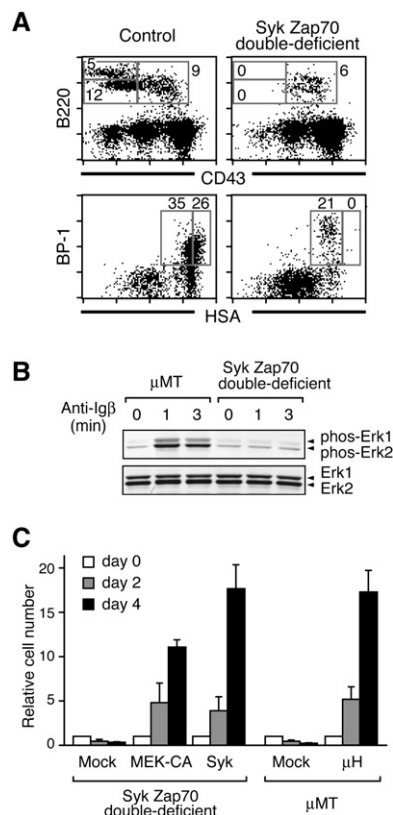 A
Control
Syk Zap70
double-deficient
5
9
12
0
6
0
B220
CD43
35 26
21 0
BP-1
HSA
B
μMT
Syk Zap70
double-deficient
Anti-Igβ
(min)
0 1 3 0 1 3
phos-Erk1
phos-Erk2
Erk1
Erk2
C
20
15
10
5
0
Relative cell number
day 0
day 2
day 4
Mock MEK-CA Syk Mock μH
Syk Zap70
double-deficient
μMT